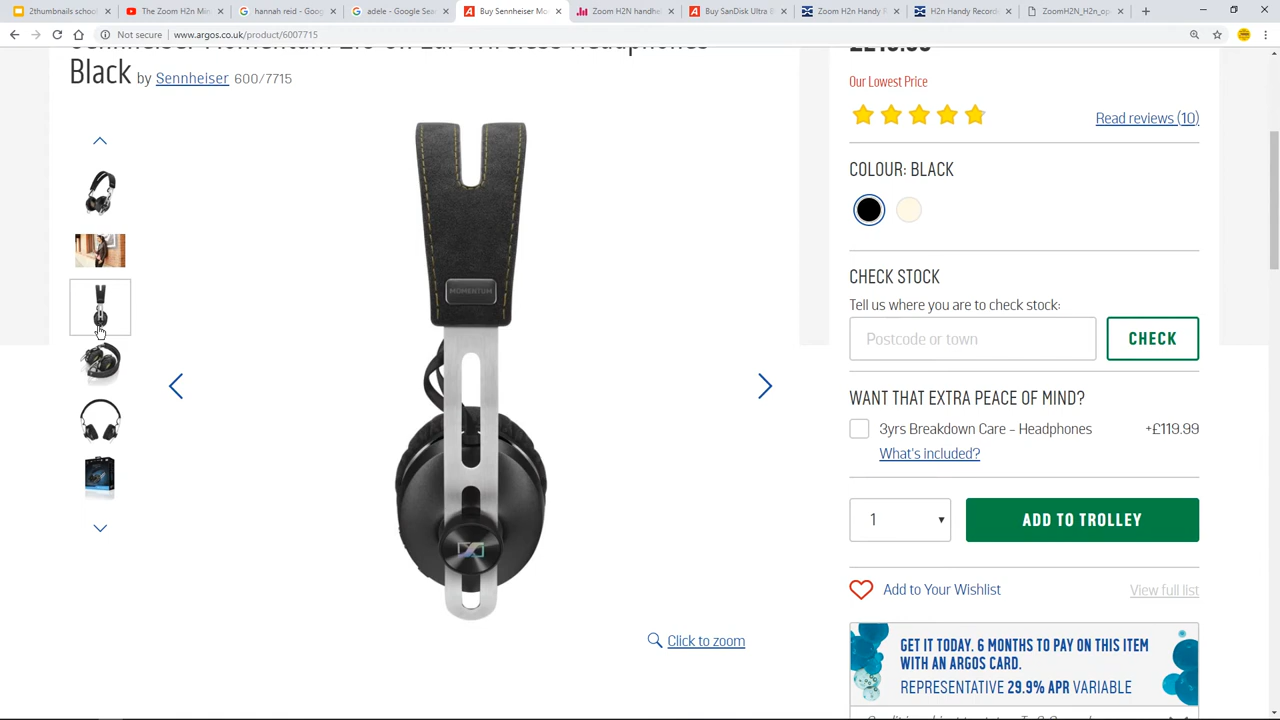 2thumbnails school
The Zoom H2n Min
hannah reid - Goog
adele - Google Sea
Buy Sennheiser Mo
Zoom H2N handhe
Buy SanDisk Ultra
Zoom H2n Handy R
H2n Handy Record
ZoomH2N_H2n_op
Not secure | www.argos.co.uk/product/6007715
Black by Sennheiser 600/7715
Our Lowest Price
Read reviews (10)
COLOUR: BLACK
CHECK STOCK
Tell us where you are to check stock:
Postcode or town
CHECK
WANT THAT EXTRA PEACE OF MIND?
3yrs Breakdown Care - Headphones +£119.99
What's included?
1
ADD TO TROLLEY
Add to Your Wishlist
View full list
GET IT TODAY. 6 MONTHS TO PAY ON THIS ITEM
WITH AN ARGOS CARD.
REPRESENTATIVE 29.9% APR VARIABLE
MOMENTUM
Click to zoom